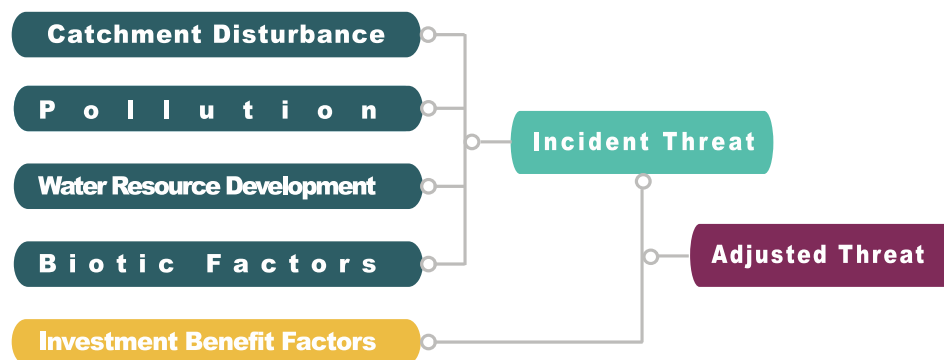 Catchment Disturbance
Pollution
Incident Threat
Water Resource Development
Adjusted Threat
Biotic Factors
Investment Benefit Factors